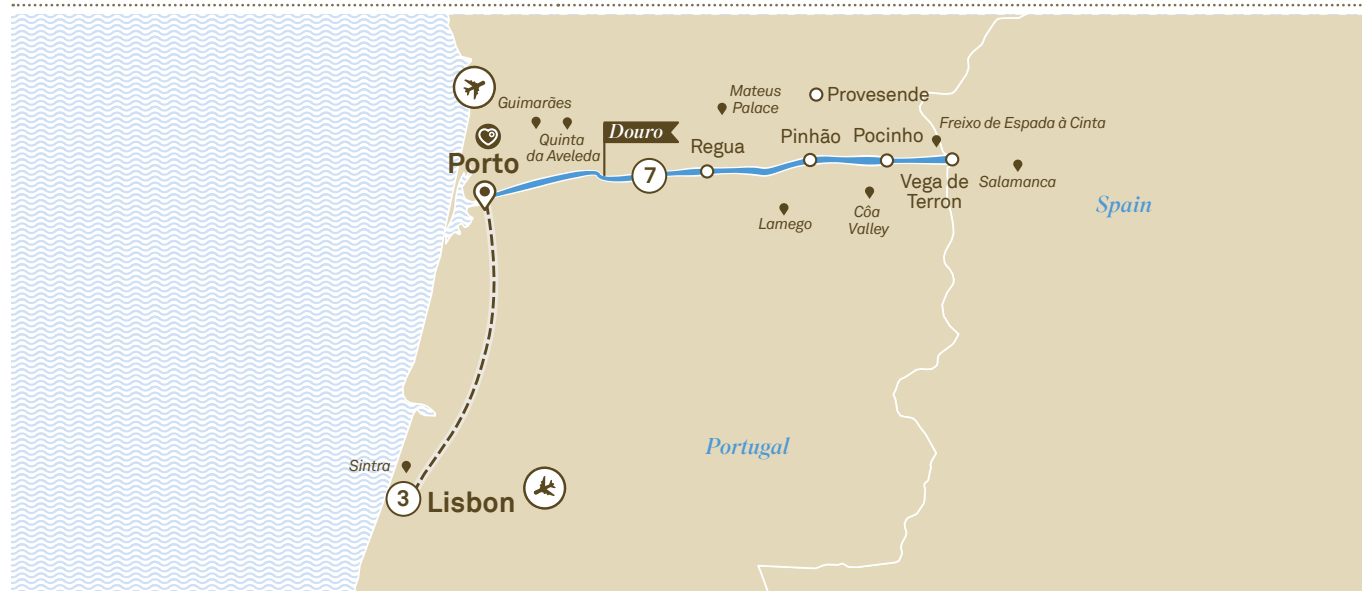 Guimarães
Quinta
da Aveleda
Porto
Douro
7
Regua
Mateus
Palace
Provesende
Pinhão
Pocinho
Freixo de Espada à Cinta
Vega de
Terron
Salamanca
Lamego
Côa
Valley
Spain
Portugal
Sintra
3
Lisbon